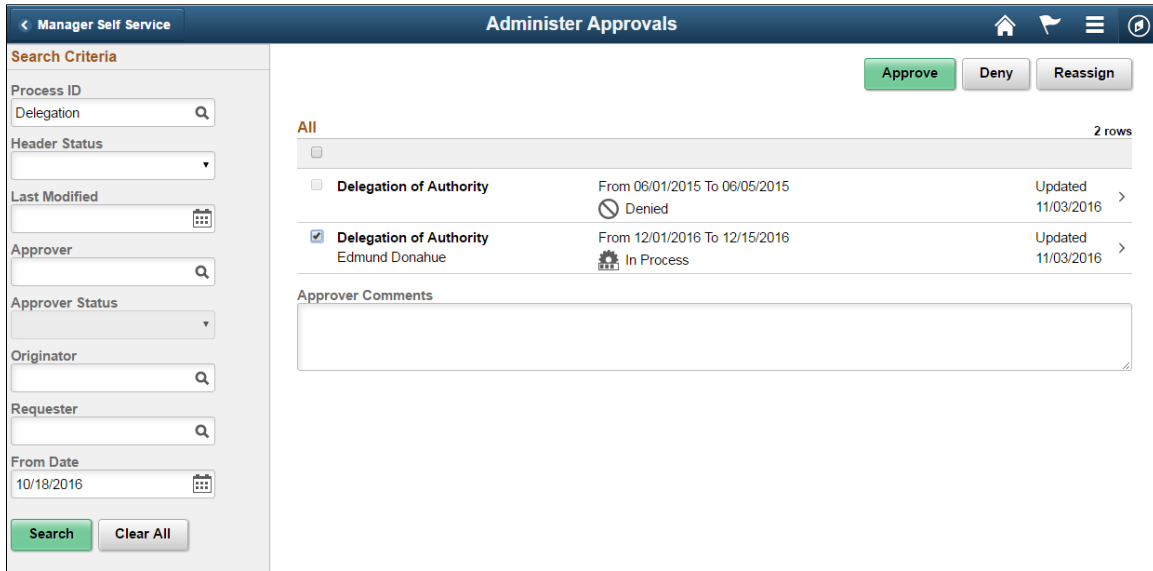 Manager Self Service
Administer Approvals
Search Criteria
Process ID
Delegation
Header Status
Last Modified
Approver
Approver Status
Originator
Requester
From Date
10/18/2016
Search
Clear All
Approve
Deny
Reassign
All
2 rows
Delegation of Authority
From 06/01/2015 To 06/05/2015
Denied
Updated
11/03/2016
Delegation of Authority
Edmund Donahue
From 12/01/2016 To 12/15/2016
In Process
Updated
11/03/2016
Approver Comments